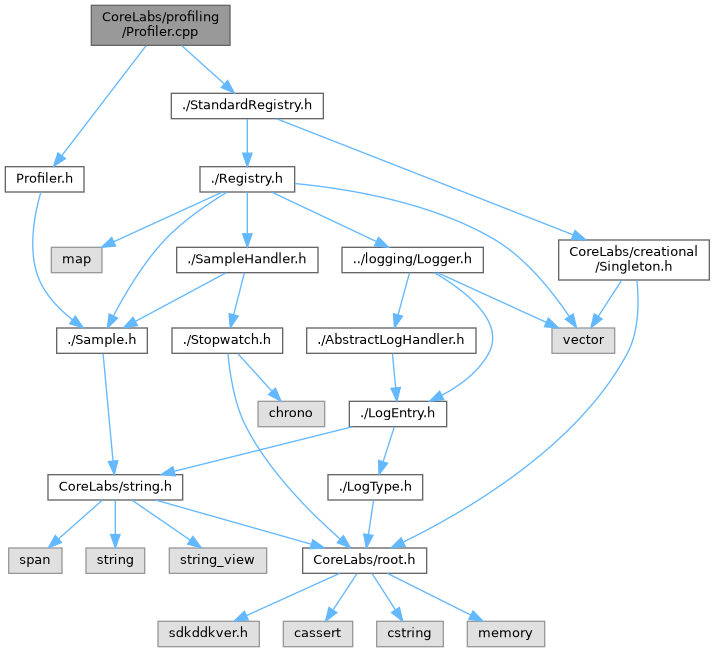 CoreLabs/profiling
/Profiler.cpp
./StandardRegistry.h
Profiler.h
./Registry.h
map
./SampleHandler.h
../logging/Logger.h
CoreLabs/creational
/Singleton.h
./Sample.h
./Stopwatch.h
./AbstractLogHandler.h
vector
chrono
./LogEntry.h
CoreLabs/string.h
./LogType.h
span
string
string_view
CoreLabs/root.h
sdkddkver.h
cassert
cstring
memory